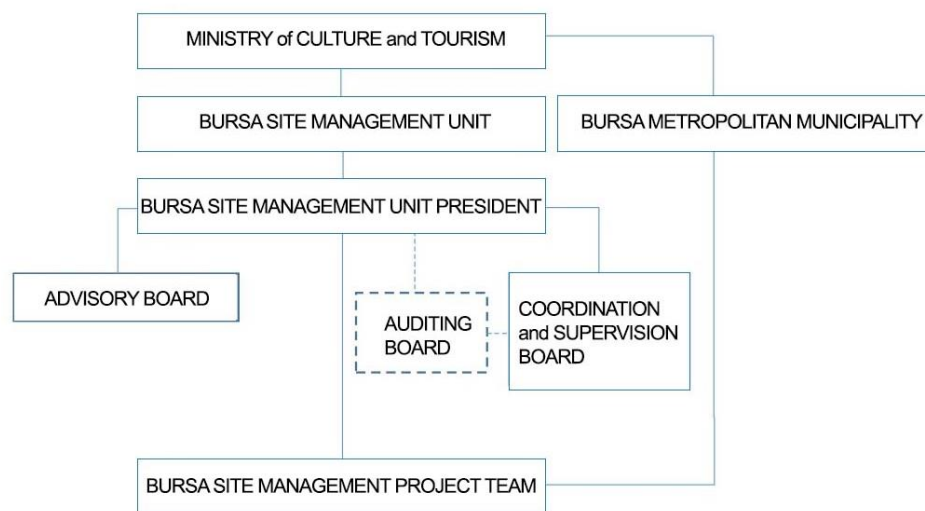 MINISTRY of CULTURE and TOURISM
BURSA SITE MANAGEMENT UNIT
BURSA METROPOLITAN MUNICIPALITY
BURSA SITE MANAGEMENT UNIT PRESIDENT
ADVISORY BOARD
AUDITING
BOARD
COORDINATION
and SUPERVISION
BOARD
BURSA SITE MANAGEMENT PROJECT TEAM